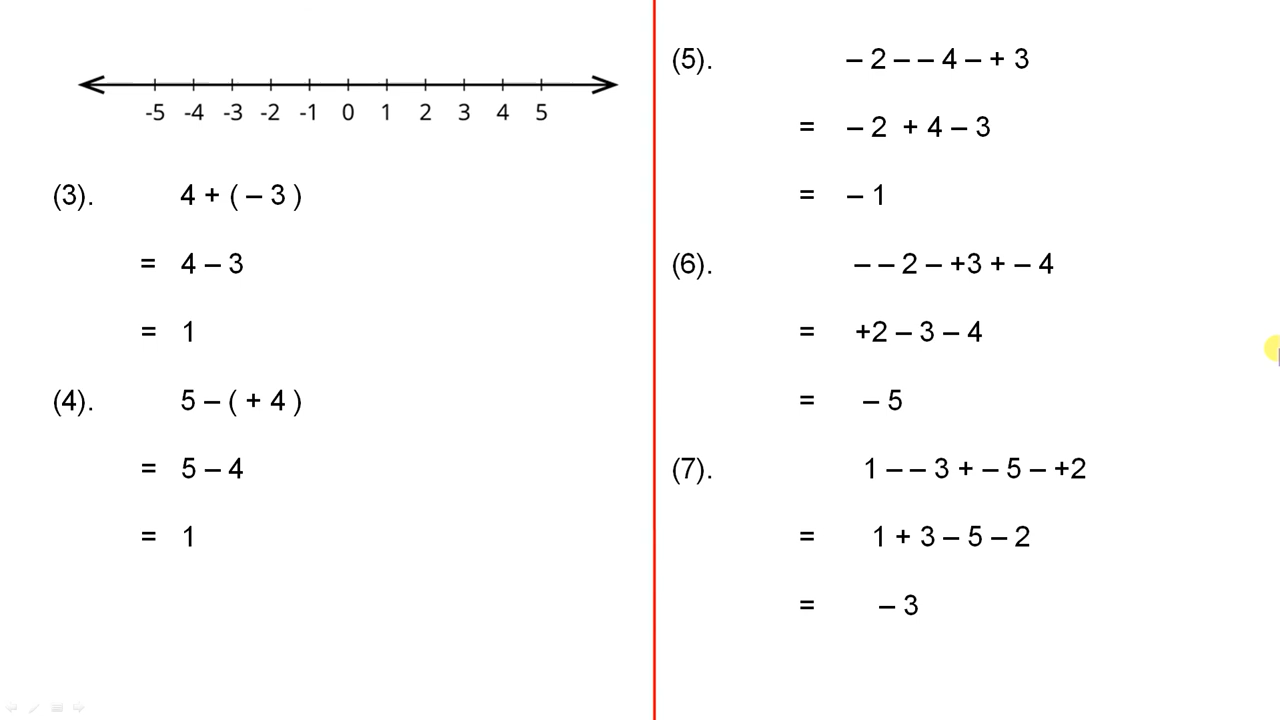 -5 -4 -3 -2 -1 0 1 2 3 4 5
(3). 4 + ( – 3 )
= 4 – 3
= 1
(4). 5 – ( + 4 )
= 5 – 4
= 1
(5). – 2 – – 4 – + 3
= – 2 + 4 – 3
= – 1
(6). – – 2 – +3 + – 4
= +2 – 3 – 4
= – 5
(7). 1 – – 3 + – 5 – +2
= 1 + 3 – 5 – 2
= – 3